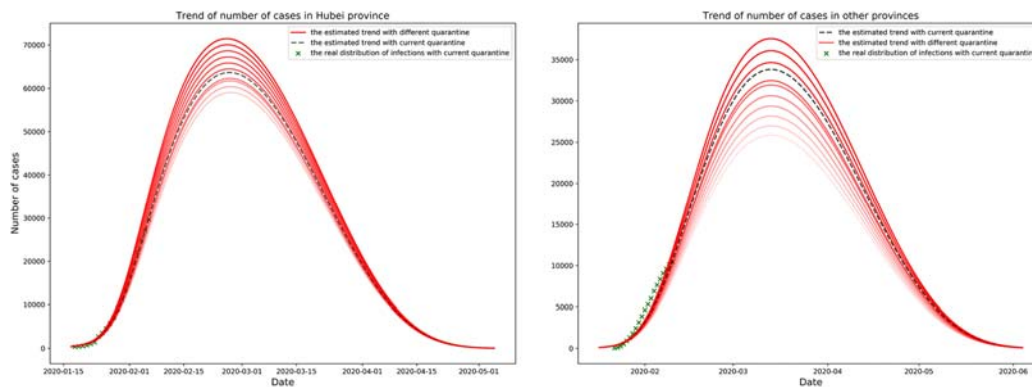 Trend of number of cases in Hubei province
the estimated trend with different quarantine
the estimated trend with current quarantine
the real distribution of infections with current quarantine
70000
60000
50000
40000
30000
20000
10000
0
Number of cases
2020-01-15
2020-02-01
2020-02-15
2020-03-01
2020-03-15
2020-04-01
2020-04-15
2020-05-01
Date
Trend of number of cases in other provinces
the estimated trend with current quarantine
the estimated trend with different quarantine
the real distribution of infections with current quarantine
35000
30000
25000
20000
15000
10000
5000
0
2020-02
2020-03
2020-04
2020-05
2020-06
Date